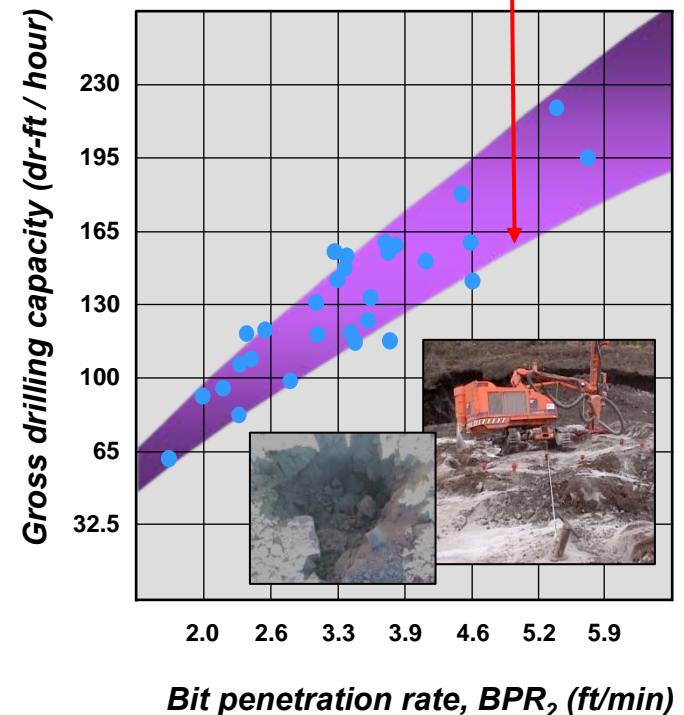 Gross drilling capacity (dr-ft / hour)
230
195
165
130
100
65
32.5
2.0 2.6 3.3 3.9 4.6 5.2 5.9
Bit penetration rate, BPR₂ (ft/min)